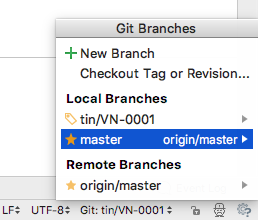 Git Branches
New Branch
Checkout Tag or Revision...
Local Branches
tin/VN-0001
master origin/master
Remote Branches
origin/master
LF UTF-8 Git: tin/VN-0001